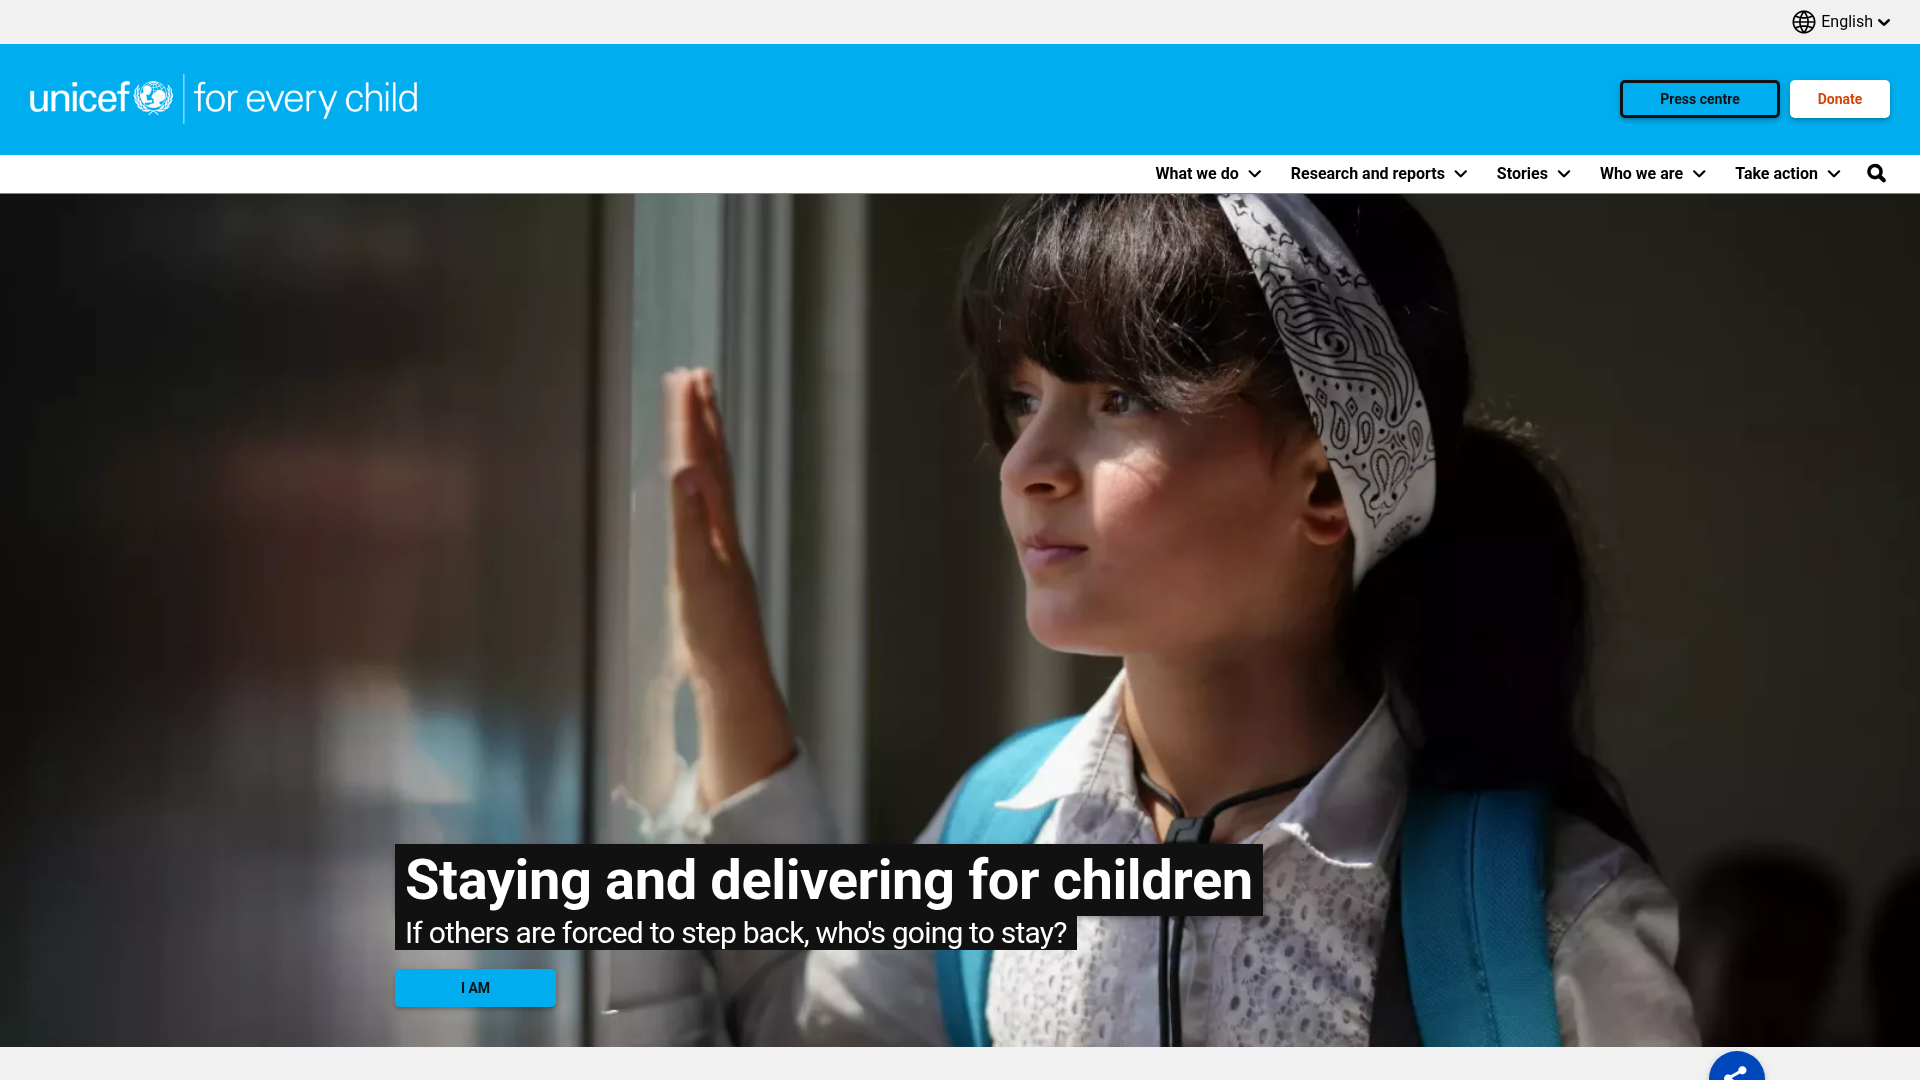 English
unicef for every child
Press centre
Donate
What we do
Research and reports
Stories
Who we are
Take action
Staying and delivering for children
If others are forced to step back, who's going to stay?
I AM